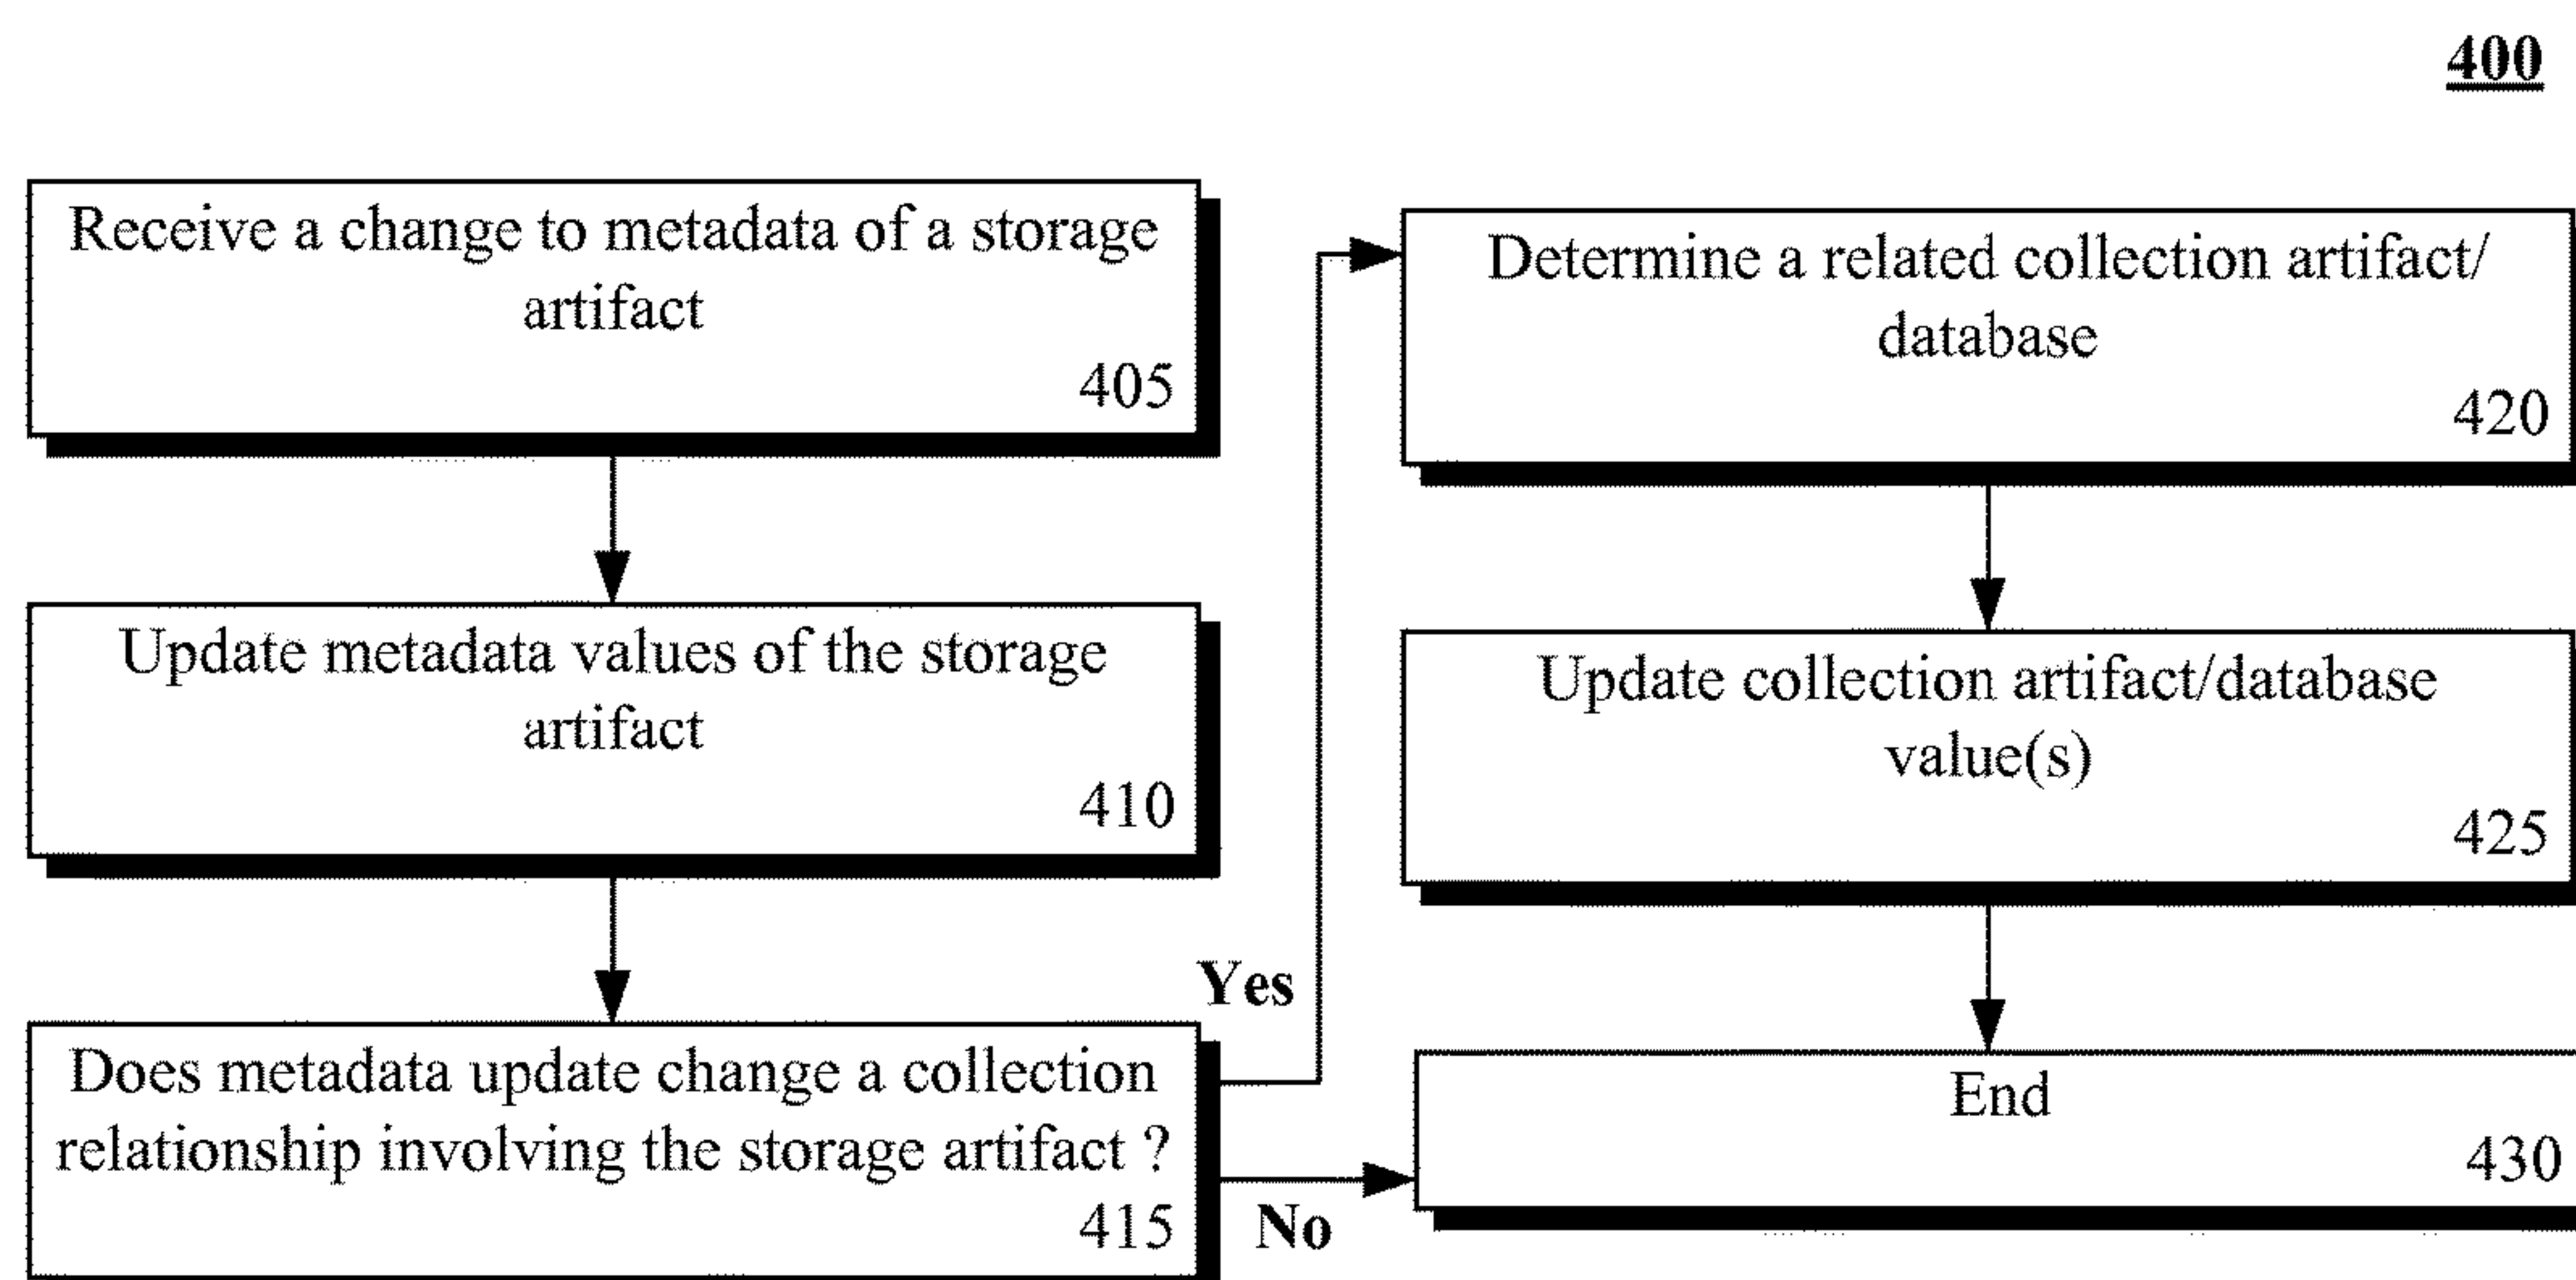 400
Receive a change to metadata of a storage
artifact
405
Update metadata values of the storage
artifact
410
Does metadata update change a collection
relationship involving the storage artifact ?
415
Yes
No
Determine a related collection artifact/
database
420
Update collection artifact/database
value(s)
425
End
430